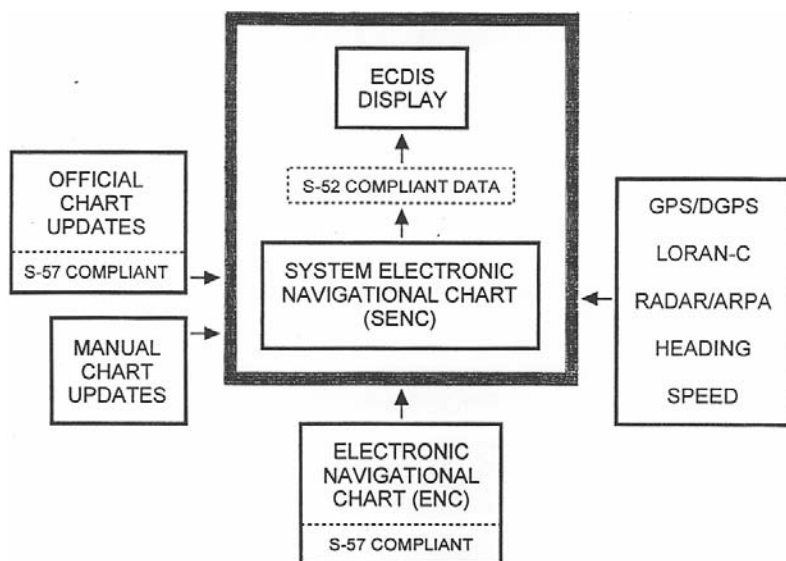 ECDIS
DISPLAY
S-52 COMPLIANT DATA
SYSTEM ELECTRONIC
NAVIGATIONAL CHART
(SENC)
OFFICIAL
CHART
UPDATES
S-57 COMPLIANT
MANUAL
CHART
UPDATES
GPS/DGPS
LORAN-C
RADAR/ARPA
HEADING
SPEED
ELECTRONIC
NAVIGATIONAL
CHART (ENC)
S-57 COMPLIANT